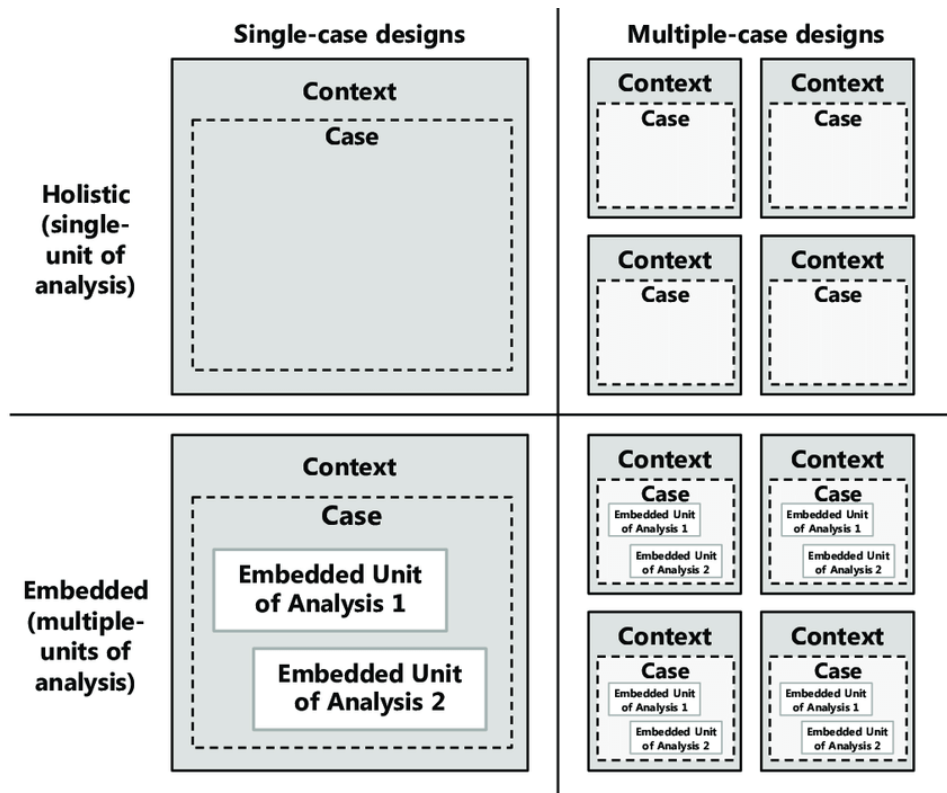 Single-case designs
Multiple-case designs
Holistic
(single-
unit of
analysis)
Context
Case
Context
Case
Context
Case
Context
Case
Context
Case
Embedded
(multiple-
units of
analysis)
Context
Case
Embedded Unit
of Analysis 1
Embedded Unit
of Analysis 2
Context
Case
Embedded Unit
of Analysis 1
Embedded Unit
of Analysis 2
Context
Case
Embedded Unit
of Analysis 1
Embedded Unit
of Analysis 2
Context
Case
Embedded Unit
of Analysis 1
Embedded Unit
of Analysis 2
Context
Case
Embedded Unit
of Analysis 1
Embedded Unit
of Analysis 2